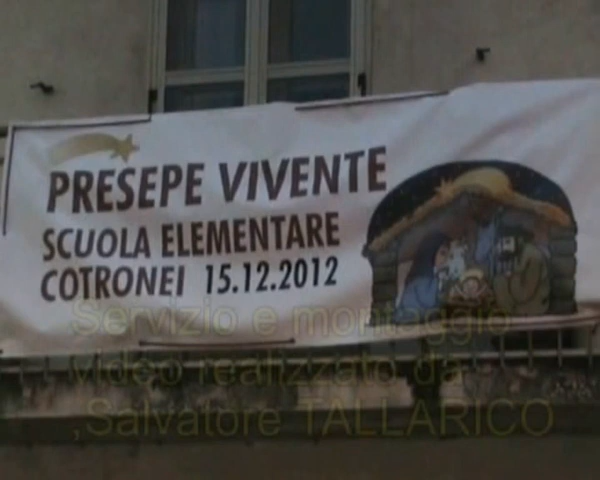 PRESEPE VIVENTE
SCUOLA ELEMENTARE
COTRONEI 15.12.2012
Servizio e montaggio
video realizzato da
,Salvatore TALLARICO